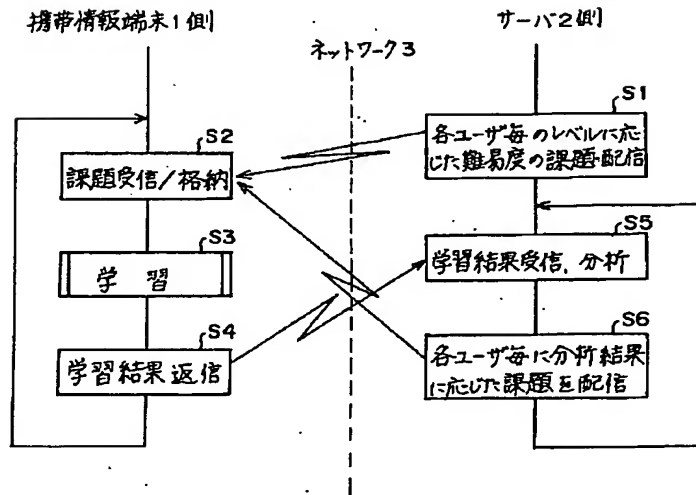 携帯情報端末1側
ネットワーク3
サーバ2側
S1
各ユーザ毎のレベルに応
じた難易度の課題配信
S2
課題受信/格納
S3
学習
S4
学習結果返信
S5
学習結果受信、分析
S6
各ユーザ毎に分析結果
に応じた課題を配信